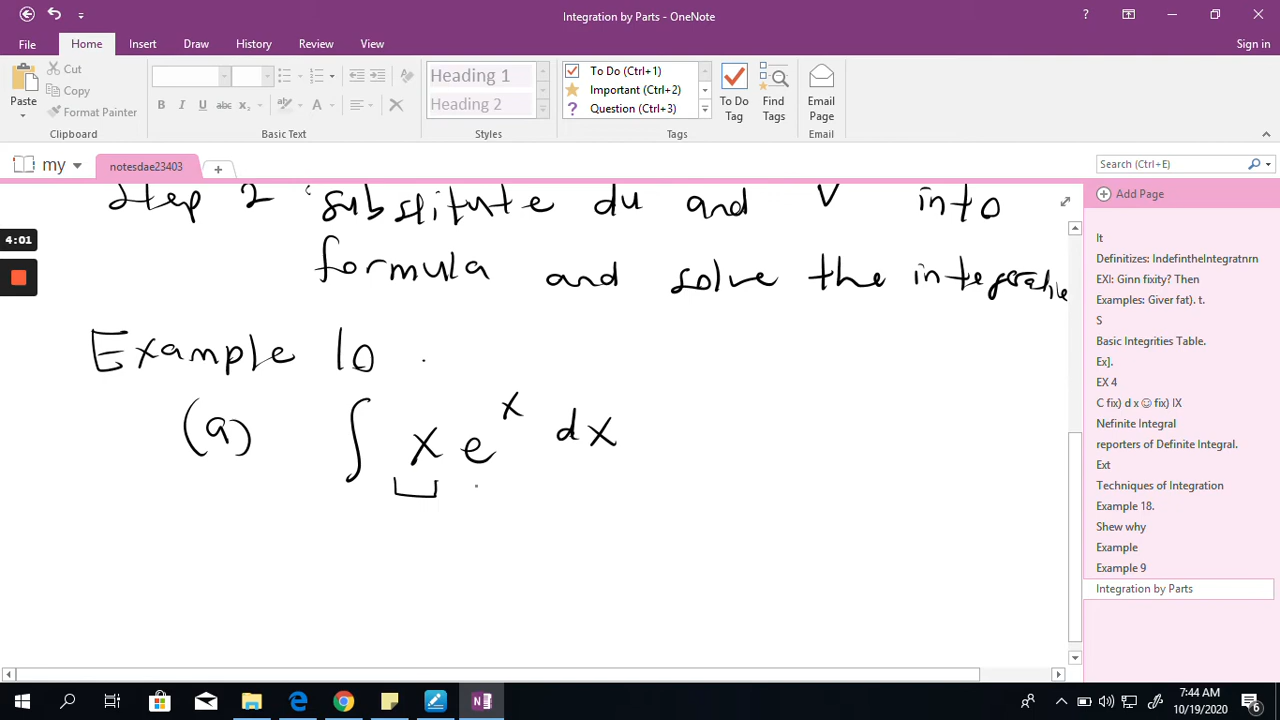 Integration by Parts - OneNote
?
File Home Insert Draw History Review View Sign in
Paste Cut Copy Format Painter
B I U abc X₂ A
Heading 1
Heading 2
To Do (Ctrl+1)
Important (Ctrl+2)
Question (Ctrl+3)
To Do Tag
Find Tags
Email Page
Clipboard Basic Text Styles Tags Email
my notesdae23403 + Search (Ctrl+E)
Add Page
Step 2 : substitute du and v into
formula and solve the
Example 10 .
(a) ∫ x eˣ dx
4:01
It
Definitizes: IndefintheIntegratnrn
EXI: Ginn fixity? Then
Examples: Giver fat). t.
S
Basic Integrities Table.
Ex].
EX 4
C fix) d x ☺ fix) IX
Nefinite Integral
reporters of Definite Integral.
Ext
Techniques of Integration
Example 18.
Shew why
Example
Example 9
Integration by Parts
7:44 AM
10/19/2020
6